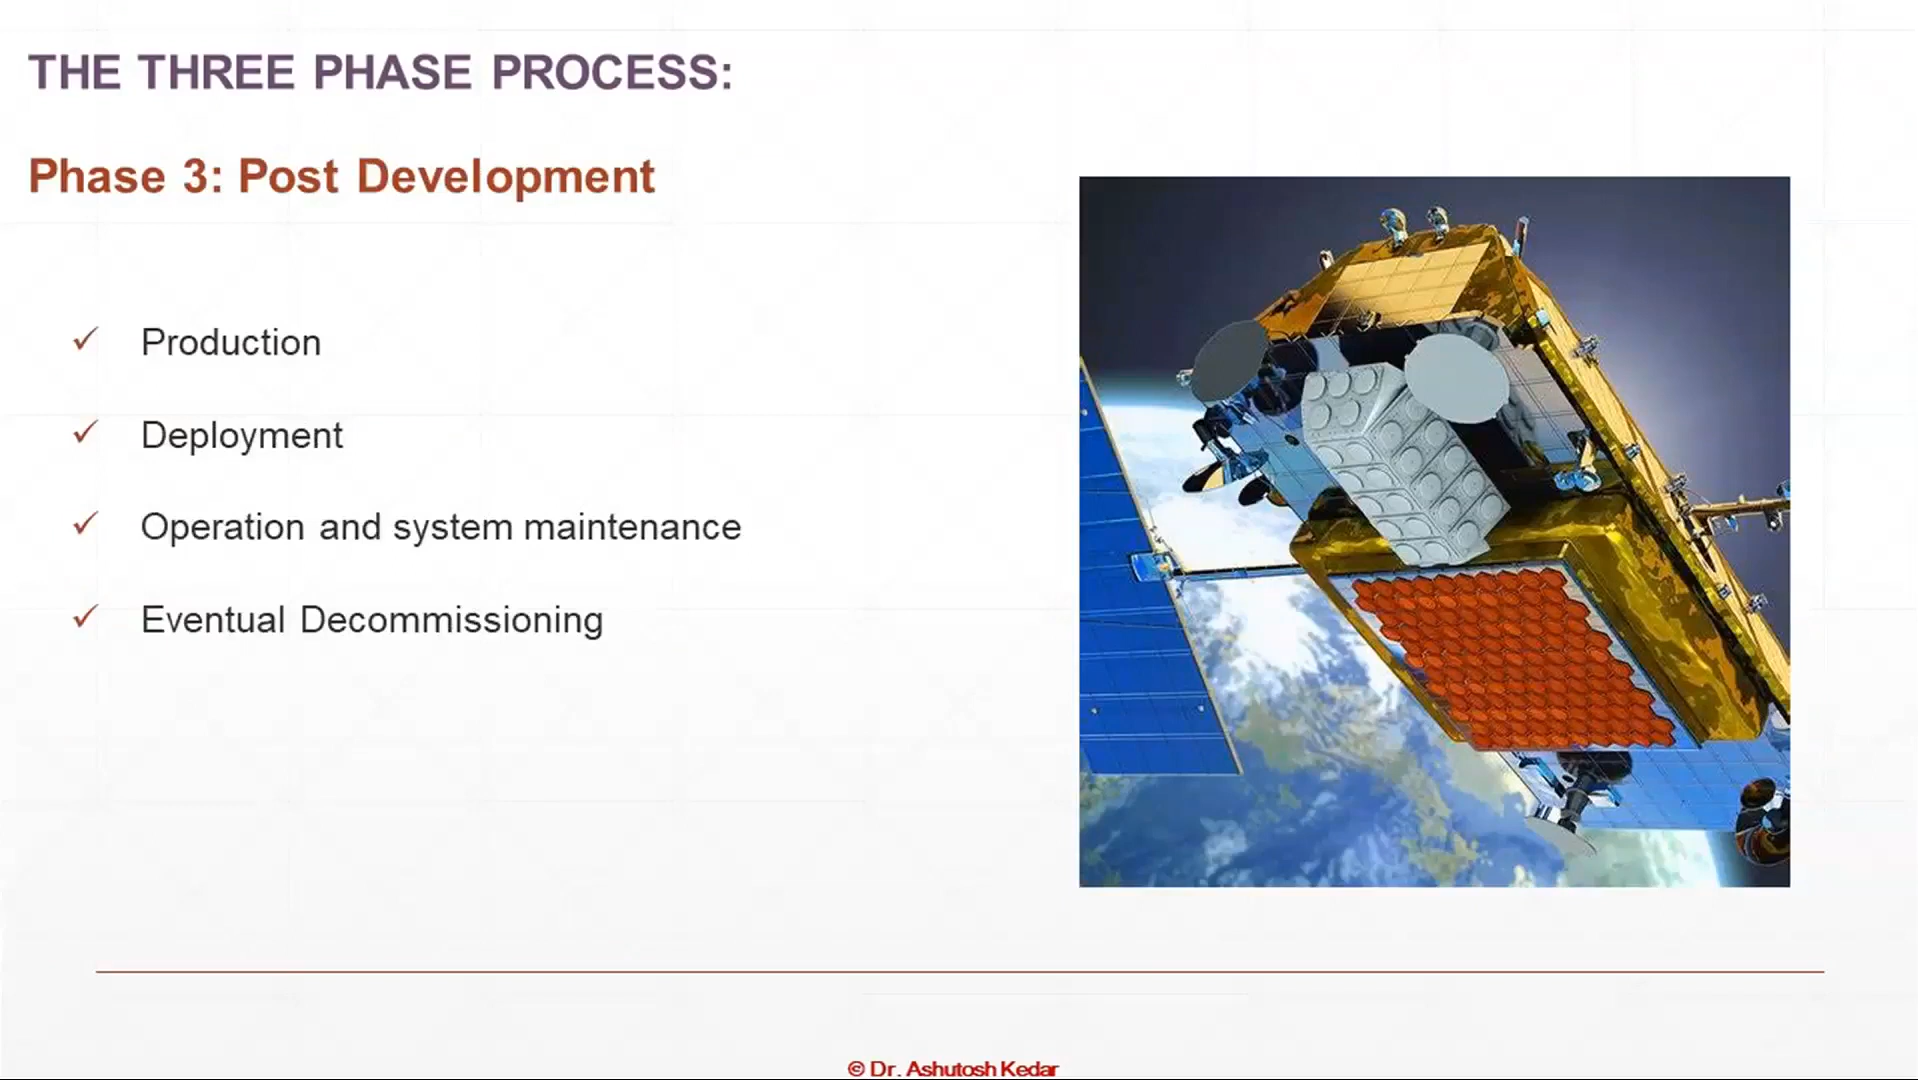 THE THREE PHASE PROCESS:
Phase 3: Post Development
✓ Production
✓ Deployment
✓ Operation and system maintenance
✓ Eventual Decommissioning
© Dr. Ashutosh Kedar